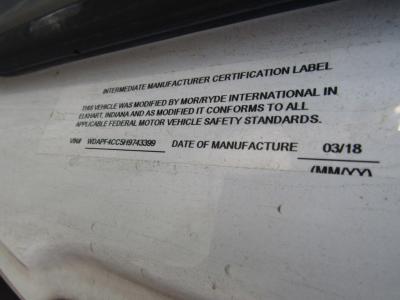 INTERMEDIATE MANUFACTURER CERTIFICATION LABEL
THIS VEHICLE WAS MODIFIED BY MOR/RYDE INTERNATIONAL IN
ELKHART, INDIANA AND AS MODIFIED IT CONFORMS TO ALL
APPLICABLE FEDERAL MOTOR VEHICLE SAFETY STANDARDS.
VIN# WDAPF4CC5H9743399 DATE OF MANUFACTURE 03/18
(MM/YY)